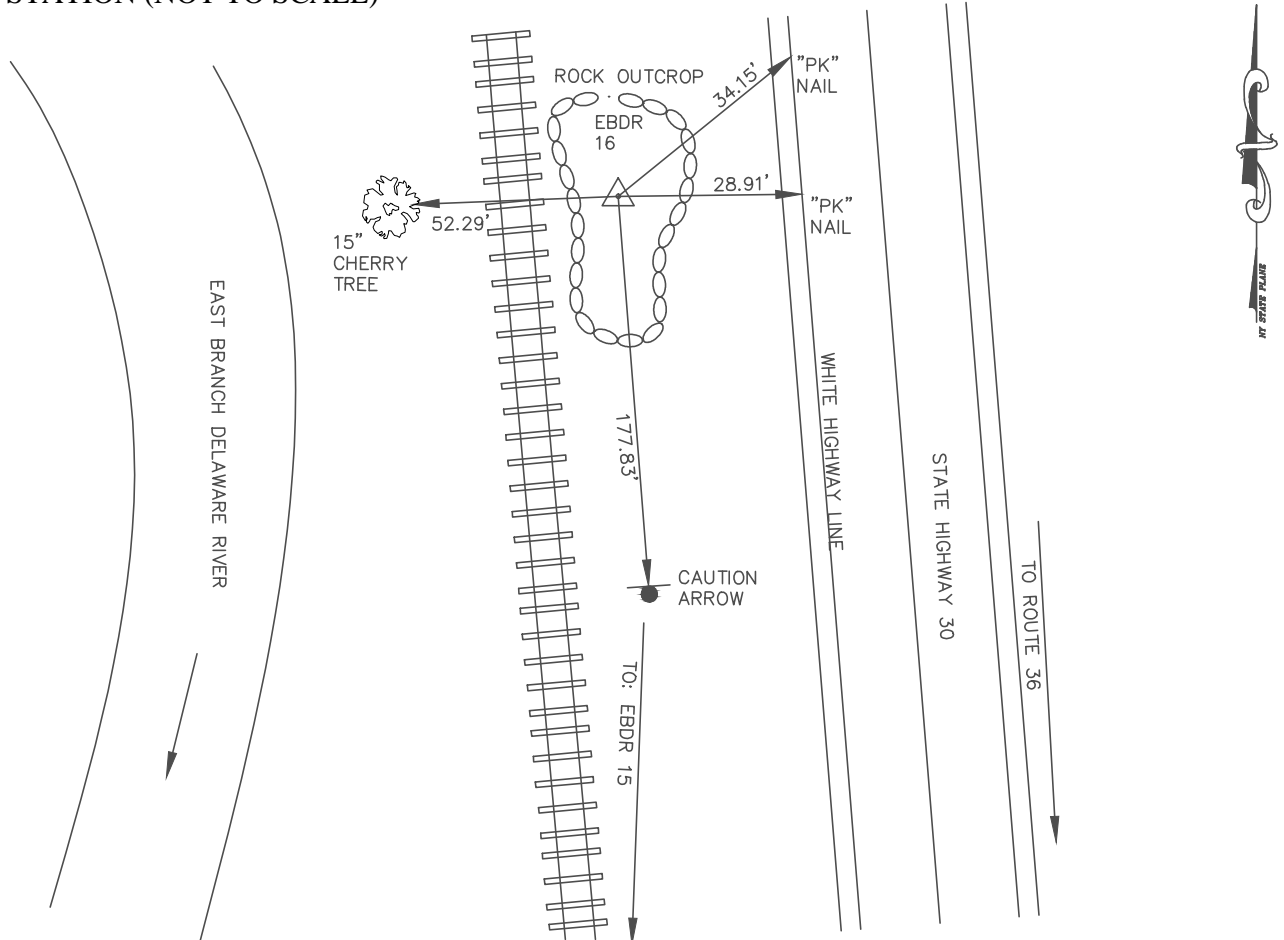 STATION (NOT TO SCALE)
ROCK OUTCROP
EBDR
16
34.15'
"PK"
NAIL
28.91'
"PK"
NAIL
52.29'
15"
CHERRY
TREE
EAST BRANCH DELAWARE RIVER
177.83'
WHITE HIGHWAY LINE
STATE HIGHWAY 30
CAUTION
ARROW
TO: EBDR 15
TO ROUTE 36
NY STATE PLANE